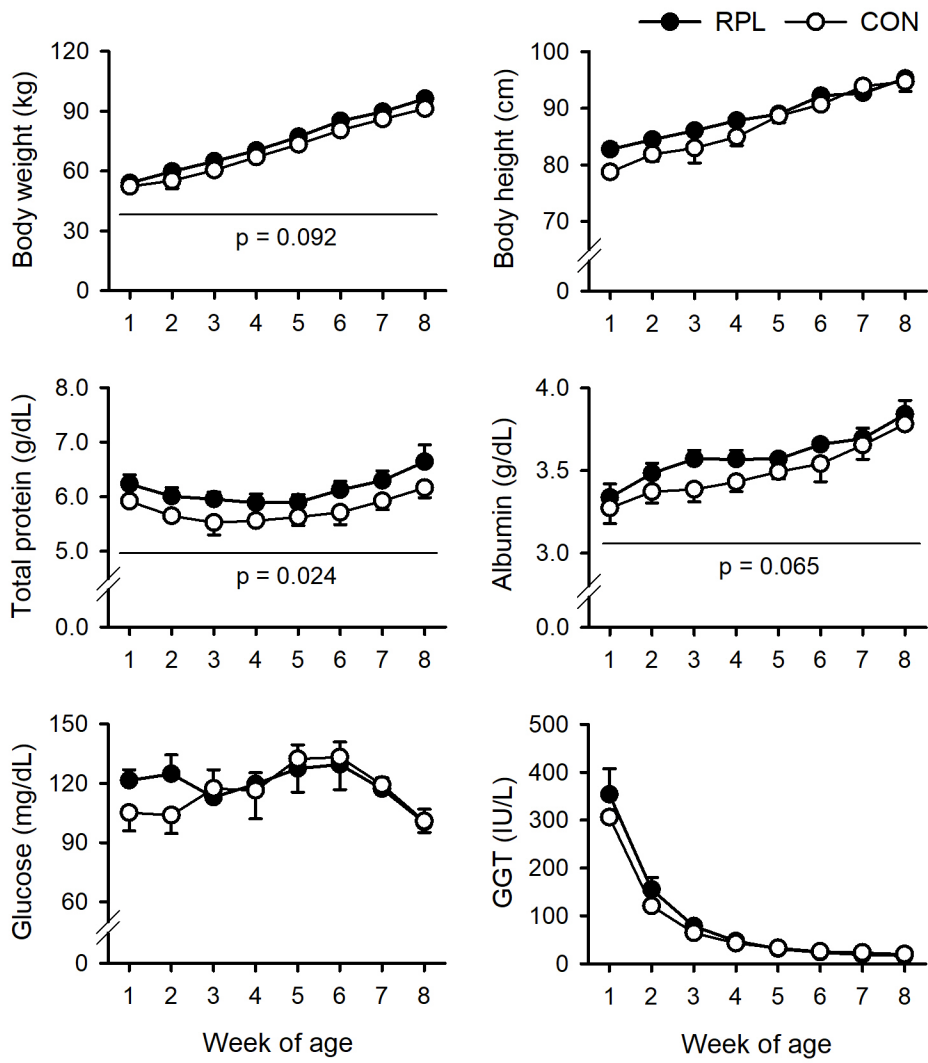 RPL CON
Body weight (kg)
120
90
60
30
0
p = 0.092
1 2 3 4 5 6 7 8
Body height (cm)
100
90
80
70
0
1 2 3 4 5 6 7 8
Total protein (g/dL)
8.0
7.0
6.0
5.0
0.0
p = 0.024
1 2 3 4 5 6 7 8
Albumin (g/dL)
4.0
3.5
3.0
0.0
p = 0.065
1 2 3 4 5 6 7 8
Glucose (mg/dL)
150
120
90
60
0
1 2 3 4 5 6 7 8
Week of age
GGT (IU/L)
500
400
300
200
100
0
1 2 3 4 5 6 7 8
Week of age